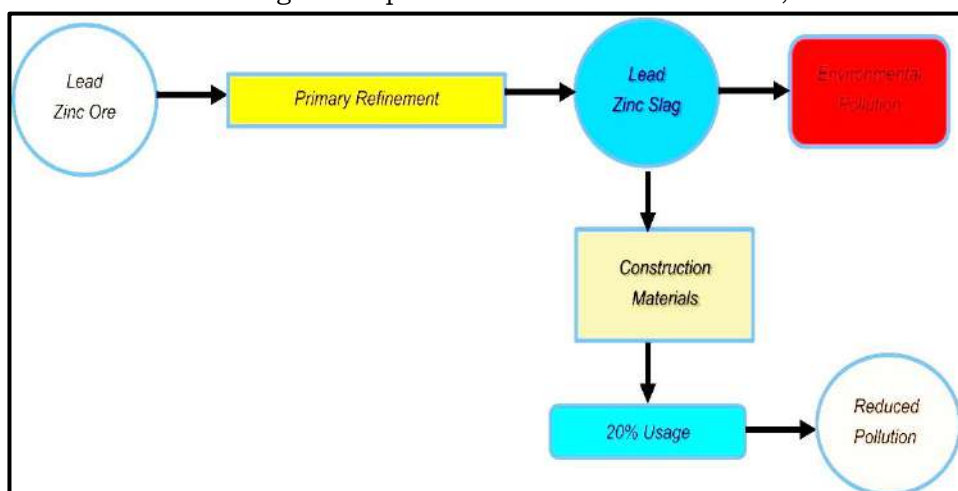 Lead
Zinc Ore
Primary Refinement
Lead
Zinc Slag
Environmental
Pollution
Construction
Materials
20% Usage
Reduced
Pollution